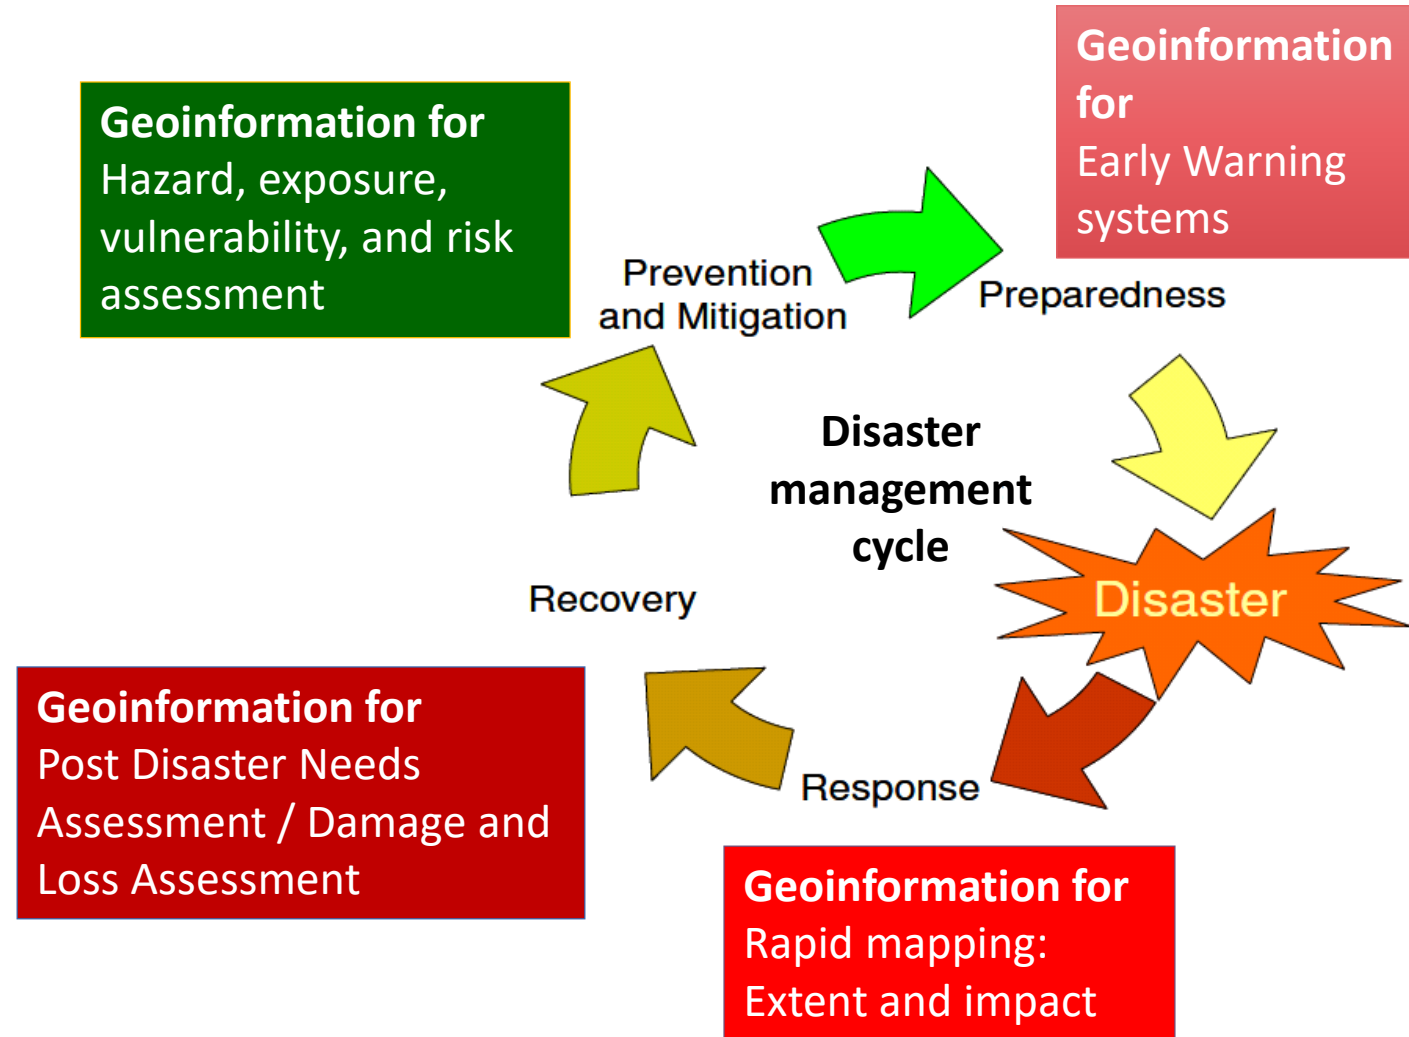 Geoinformation
for
Early Warning
systems
Geoinformation for
Hazard, exposure,
vulnerability, and risk
assessment
Prevention
and Mitigation
Preparedness
Disaster
management
cycle
Disaster
Recovery
Response
Geoinformation for
Post Disaster Needs
Assessment / Damage and
Loss Assessment
Geoinformation for
Rapid mapping:
Extent and impact